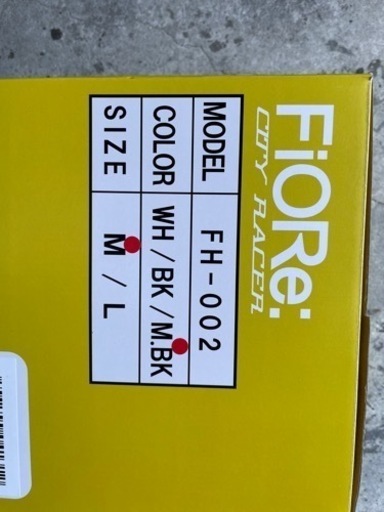 FiORe:
CITY RACER
MODEL FH-002
COLOR WH/BK/M.BK
SIZE M/L